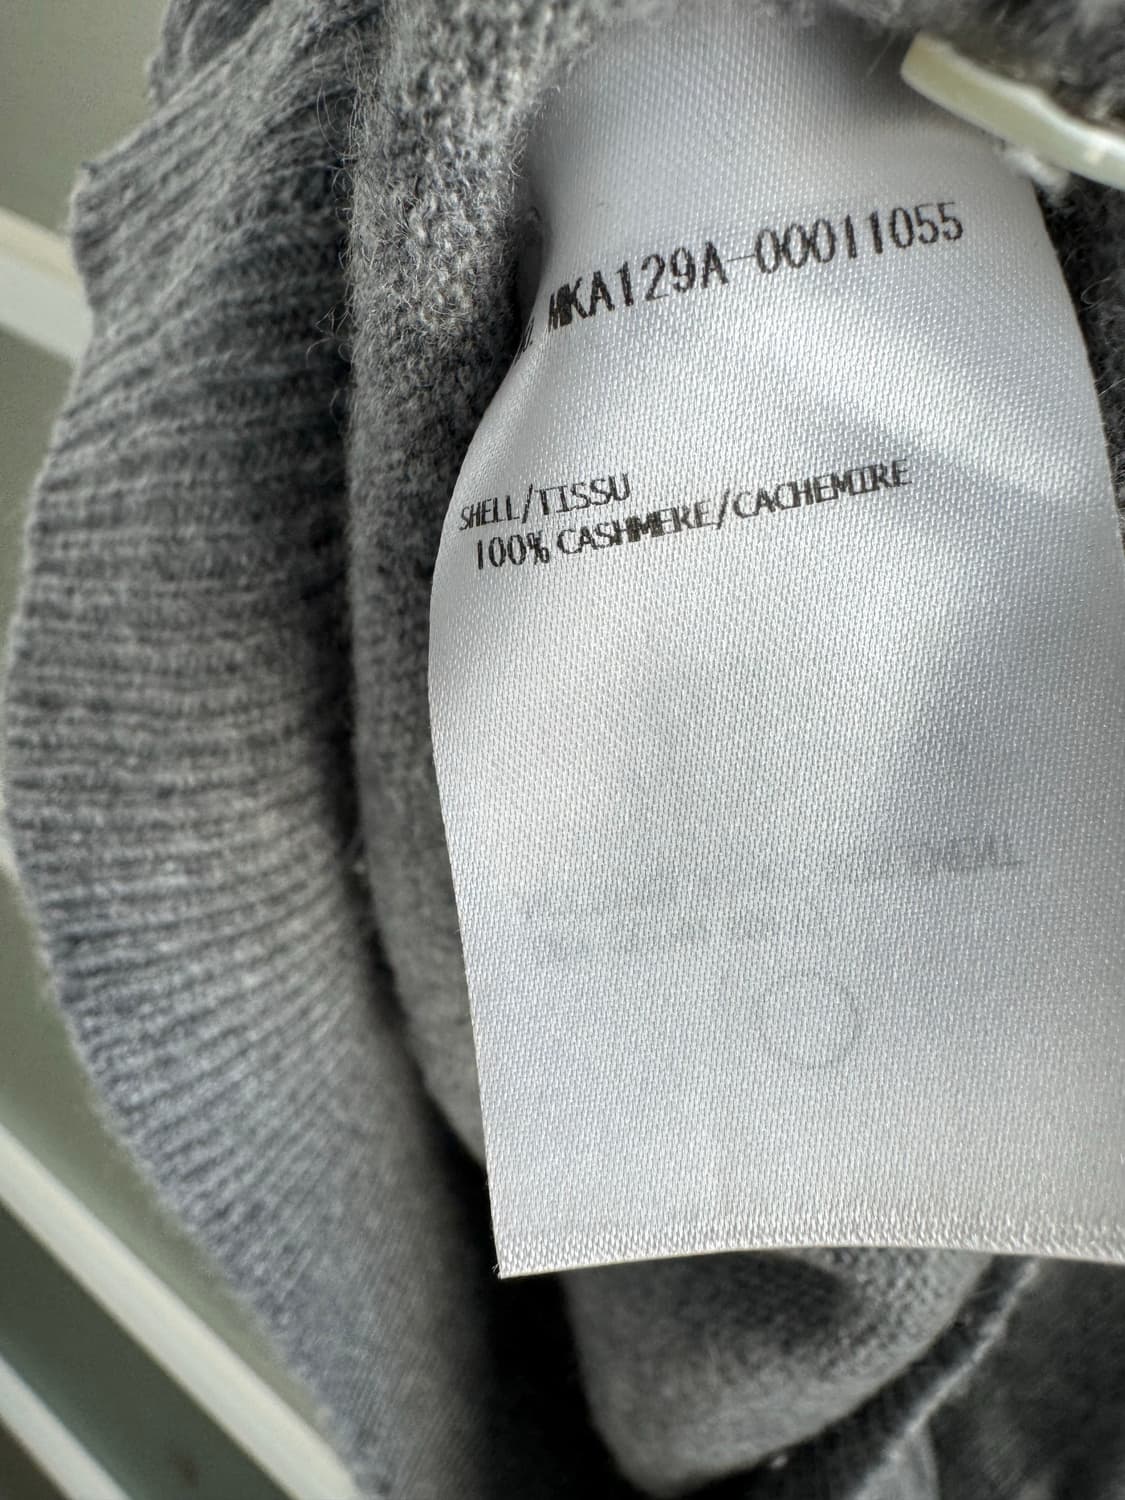 MKA129A-00011055
SHELL/TISSU
100% CASHMERE/CACHEMIRE